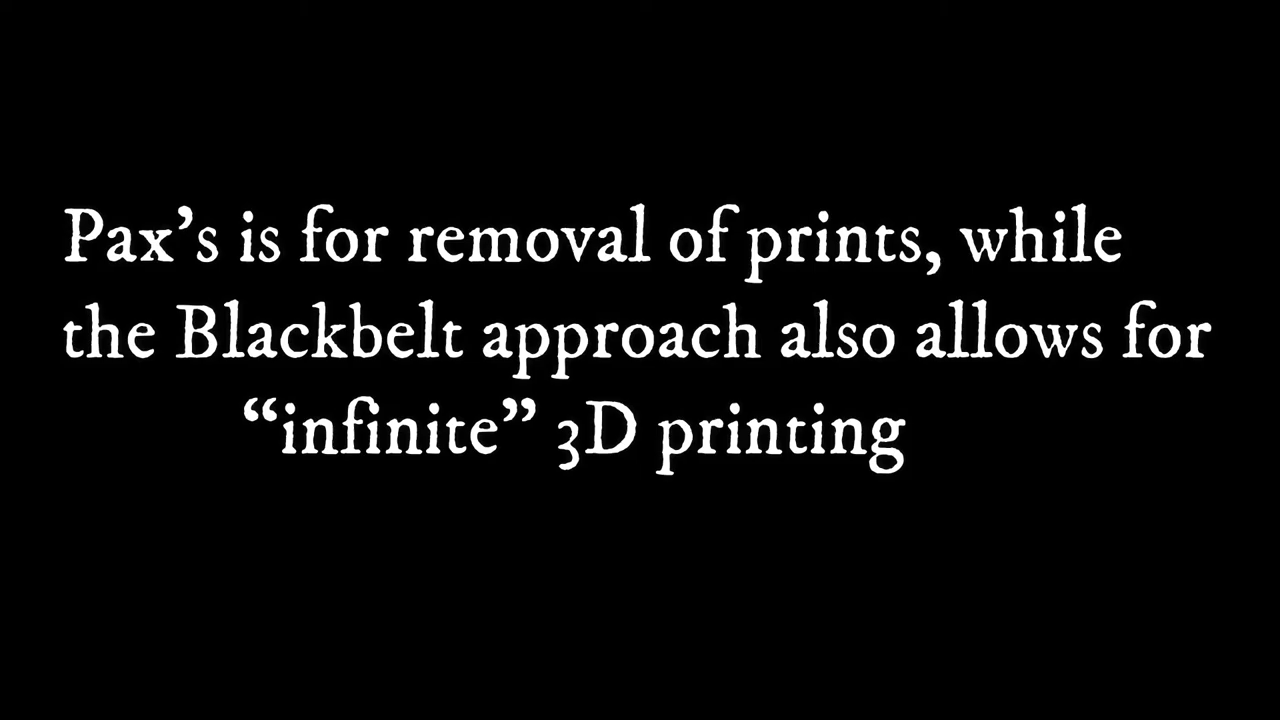 Pax’s is for removal of prints, while
the Blackbelt approach also allows for
“infinite” 3D printing